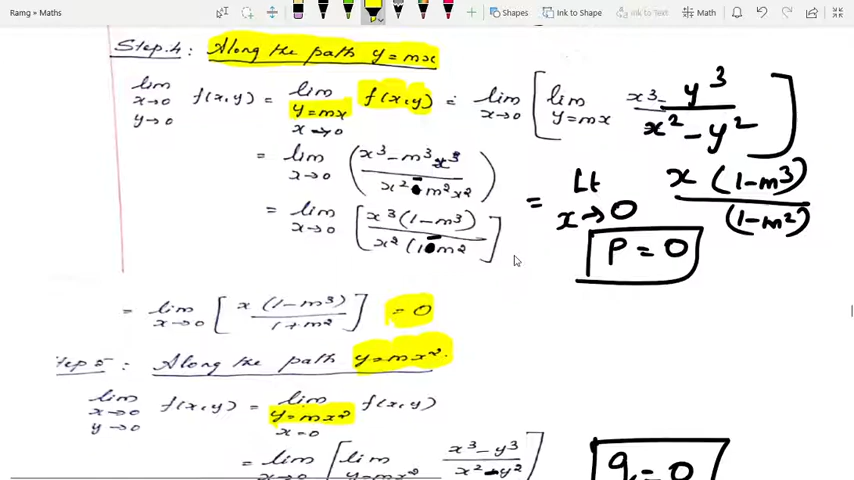 Ramg » Maths
Shapes Ink to Shape Ink to Text Math
Step.4: Along the path y=mx
lim x→0 y→0 f(x,y) = lim y=mx x→0 f(x,y) = lim x→0 [ lim y=mx x³-y³ / x²-y² ]
= lim x→0 ( x³-m³x³ / x²-m²x² )
= lim x→0 [ x³(1-m³) / x²(1-m² ]
= Lt x→0 x(1-m³) / (1-m²)
P = 0
= lim x→0 [ x(1-m³) / 1+m² ] = 0
Step 5: Along the path y=mx².
lim x→0 y→0 f(x,y) = lim y=mx² x=0 f(x,y)
= lim x→0 [ lim y=mx² x³-y³ / x²-y² ]
q = 0